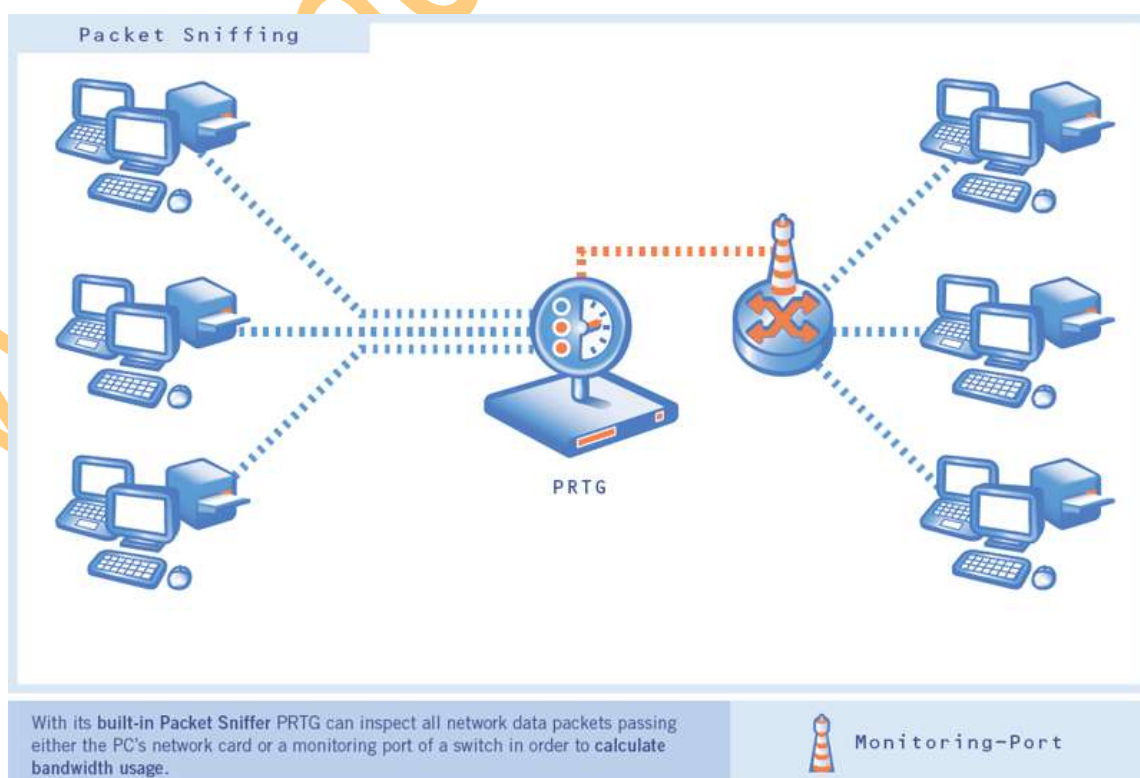 Packet Sniffing
PRTG
With its built-in Packet Sniffer PRTG can inspect all network data packets passing
either the PC's network card or a monitoring port of a switch in order to calculate
bandwidth usage.
Monitoring-Port